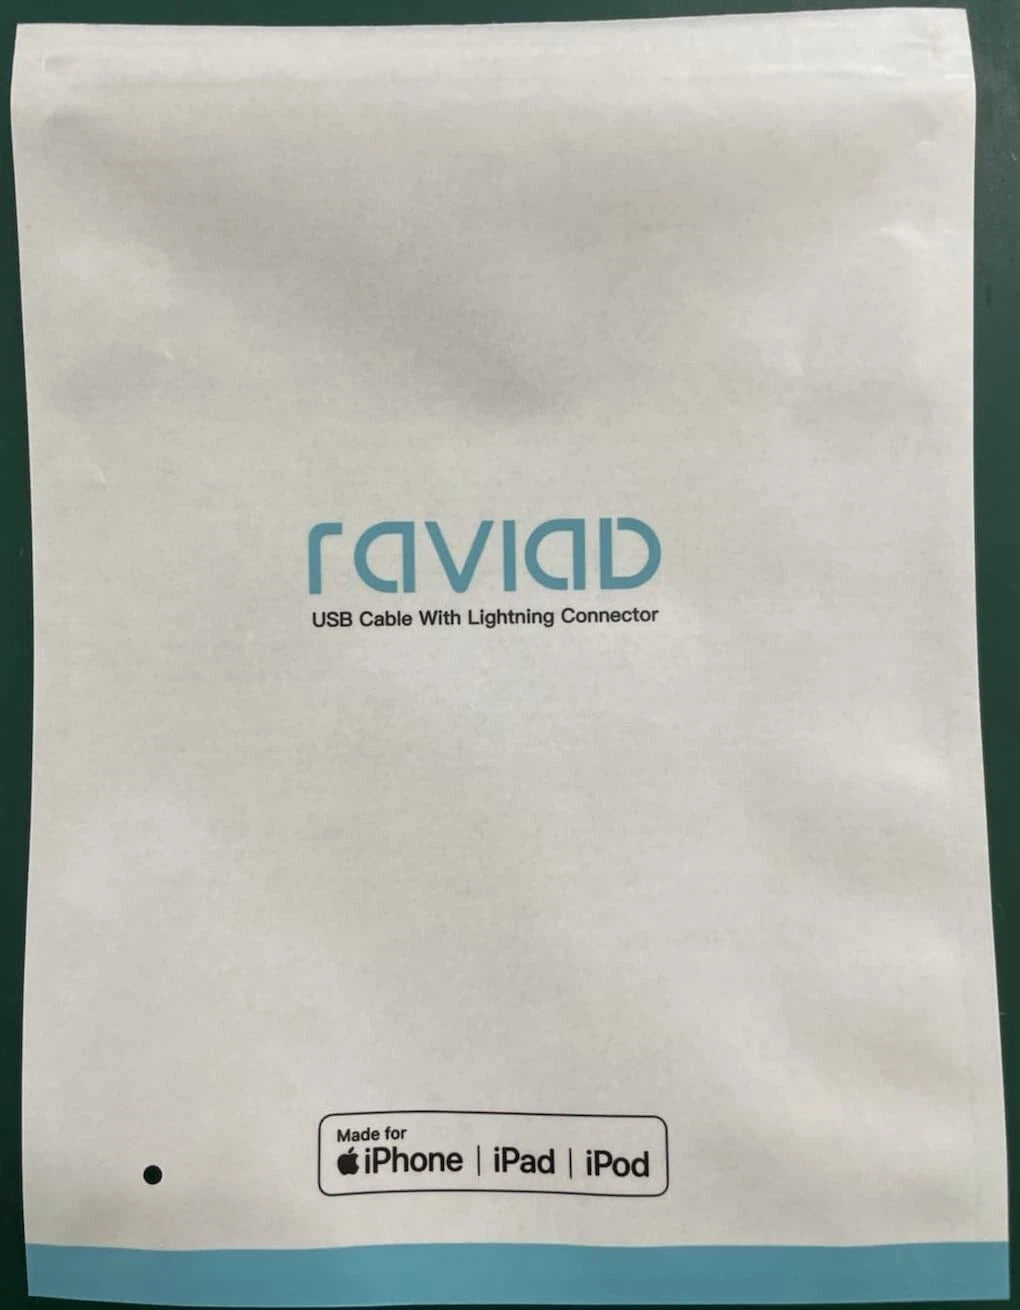 raviad
USB Cable With Lightning Connector
Made for
iPhone | iPad | iPod